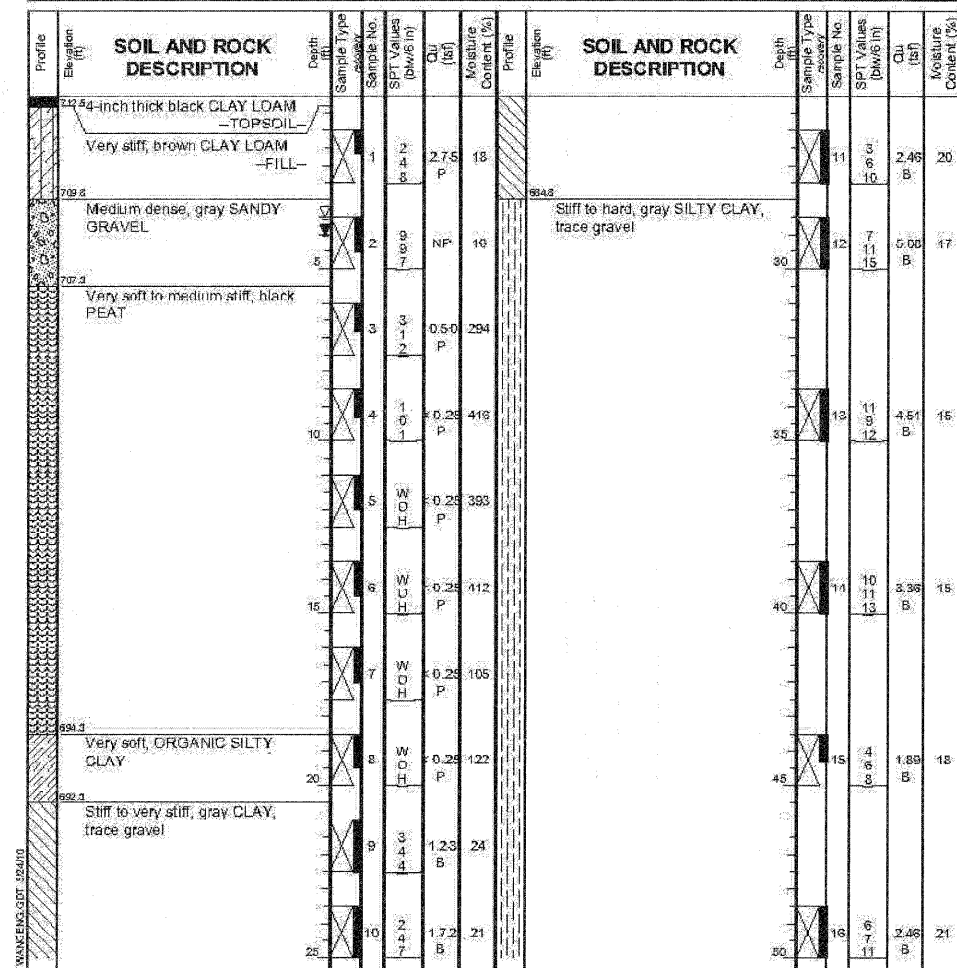 Profile
Elevation (ft)
SOIL AND ROCK DESCRIPTION
Depth (ft)
Sample Type
recovery
Sample No.
SPT Values (blw/6 in)
Qu (tsf)
Moisture Content (%)
Profile
Elevation (ft)
SOIL AND ROCK DESCRIPTION
Depth (ft)
Sample Type
recovery
Sample No.
SPT Values (blw/6 in)
Qu (tsf)
Moisture Content (%)
4-inch thick black CLAY LOAM
--TOPSOIL--
Very stiff, brown CLAY LOAM
--FILL--
1
2 4 8
2.75 P
18
709.6
Medium dense, gray SANDY
GRAVEL
5
2
9 9 7
NP
10
707.3
Very soft to medium stiff, black
PEAT
3
3 1 2
0.50 P
294
10
4
1 0 1
< 0.25 P
416
5
W O H
< 0.25 P
393
15
6
W O H
< 0.25 P
412
7
W O H
< 0.25 P
105
694.3
Very soft, ORGANIC SILTY
CLAY
20
8
W O H
< 0.25 P
122
692.3
Stiff to very stiff, gray CLAY,
trace gravel
9
3 4 4
1.23 B
24
25
10
2 4 7
1.72 B
21
11
3 6 10
2.46 B
20
684.6
Stiff to hard, gray SILTY CLAY,
trace gravel
30
12
7 11 15
5.08 B
17
35
13
11 9 12
4.51 B
15
40
14
10 11 13
3.36 B
15
45
15
4 6 8
1.89 B
18
50
16
6 7 11
2.46 B
21
WANGENG.GDT 5/24/10